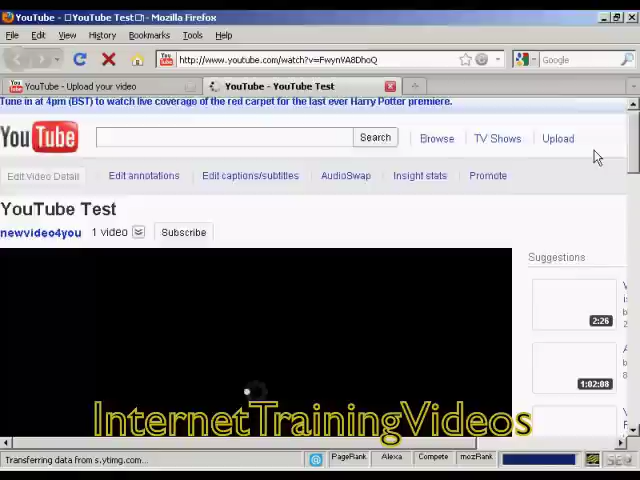 YouTube - YouTube Test - Mozilla Firefox
File Edit View History Bookmarks Tools Help
http://www.youtube.com/watch?v=FwynVA8DhoQ Google
YouTube - Upload your video YouTube - YouTube Test
Tune in at 4pm (BST) to watch live coverage of the red carpet for the last ever Harry Potter premiere.
YouTube Search Browse TV Shows Upload
Edit Video Detail Edit annotations Edit captions/subtitles AudioSwap Insight stats Promote
YouTube Test
newvideo4you 1 video Subscribe
Suggestions
2:26
1:02:08
InternetTrainingVideos
Transferring data from s.ytimg.com... PageRank Alexa Compete mozRank SEO